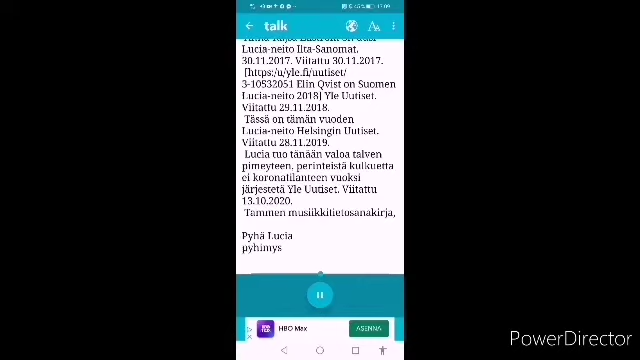 45 % 17.09
talk
Lucia-neito Ilta-Sanomat.
30.11.2017. Viitattu 30.11.2017.
[https:/u/yle.fi/uutiset/
3-10532051 Elin Qvist on Suomen
Lucia-neito 2018] Yle Uutiset.
Viitattu 29.11.2018.
Tässä on tämän vuoden
Lucia-neito Helsingin Uutiset.
Viitattu 28.11.2019.
Lucia tuo tänään valoa talven
pimeyteen, perinteistä kulkuetta
ei koronatilanteen vuoksi
järjestetä Yle Uutiset. Viitattu
13.10.2020.
Tammen musiikkitietosanakirja,
Pyhä Lucia
pyhimys
HBO Max
ASENNA
PowerDirector